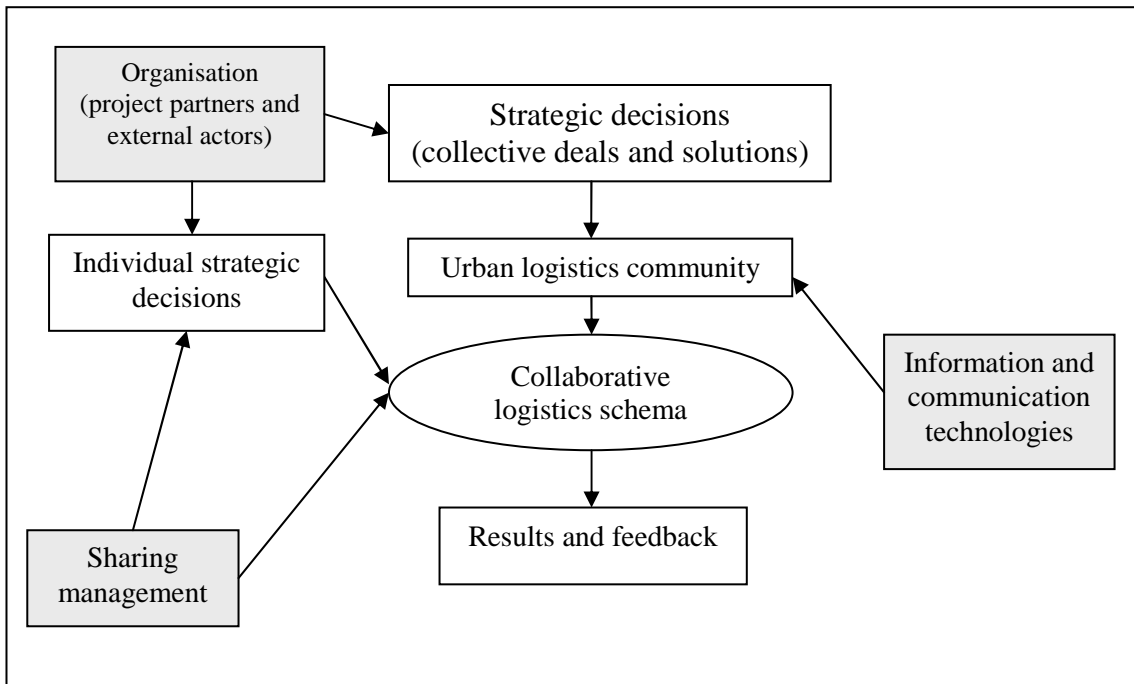 Organisation
(project partners and
external actors)
Strategic decisions
(collective deals and solutions)
Individual strategic
decisions
Urban logistics community
Collaborative
logistics schema
Information and
communication
technologies
Results and feedback
Sharing
management